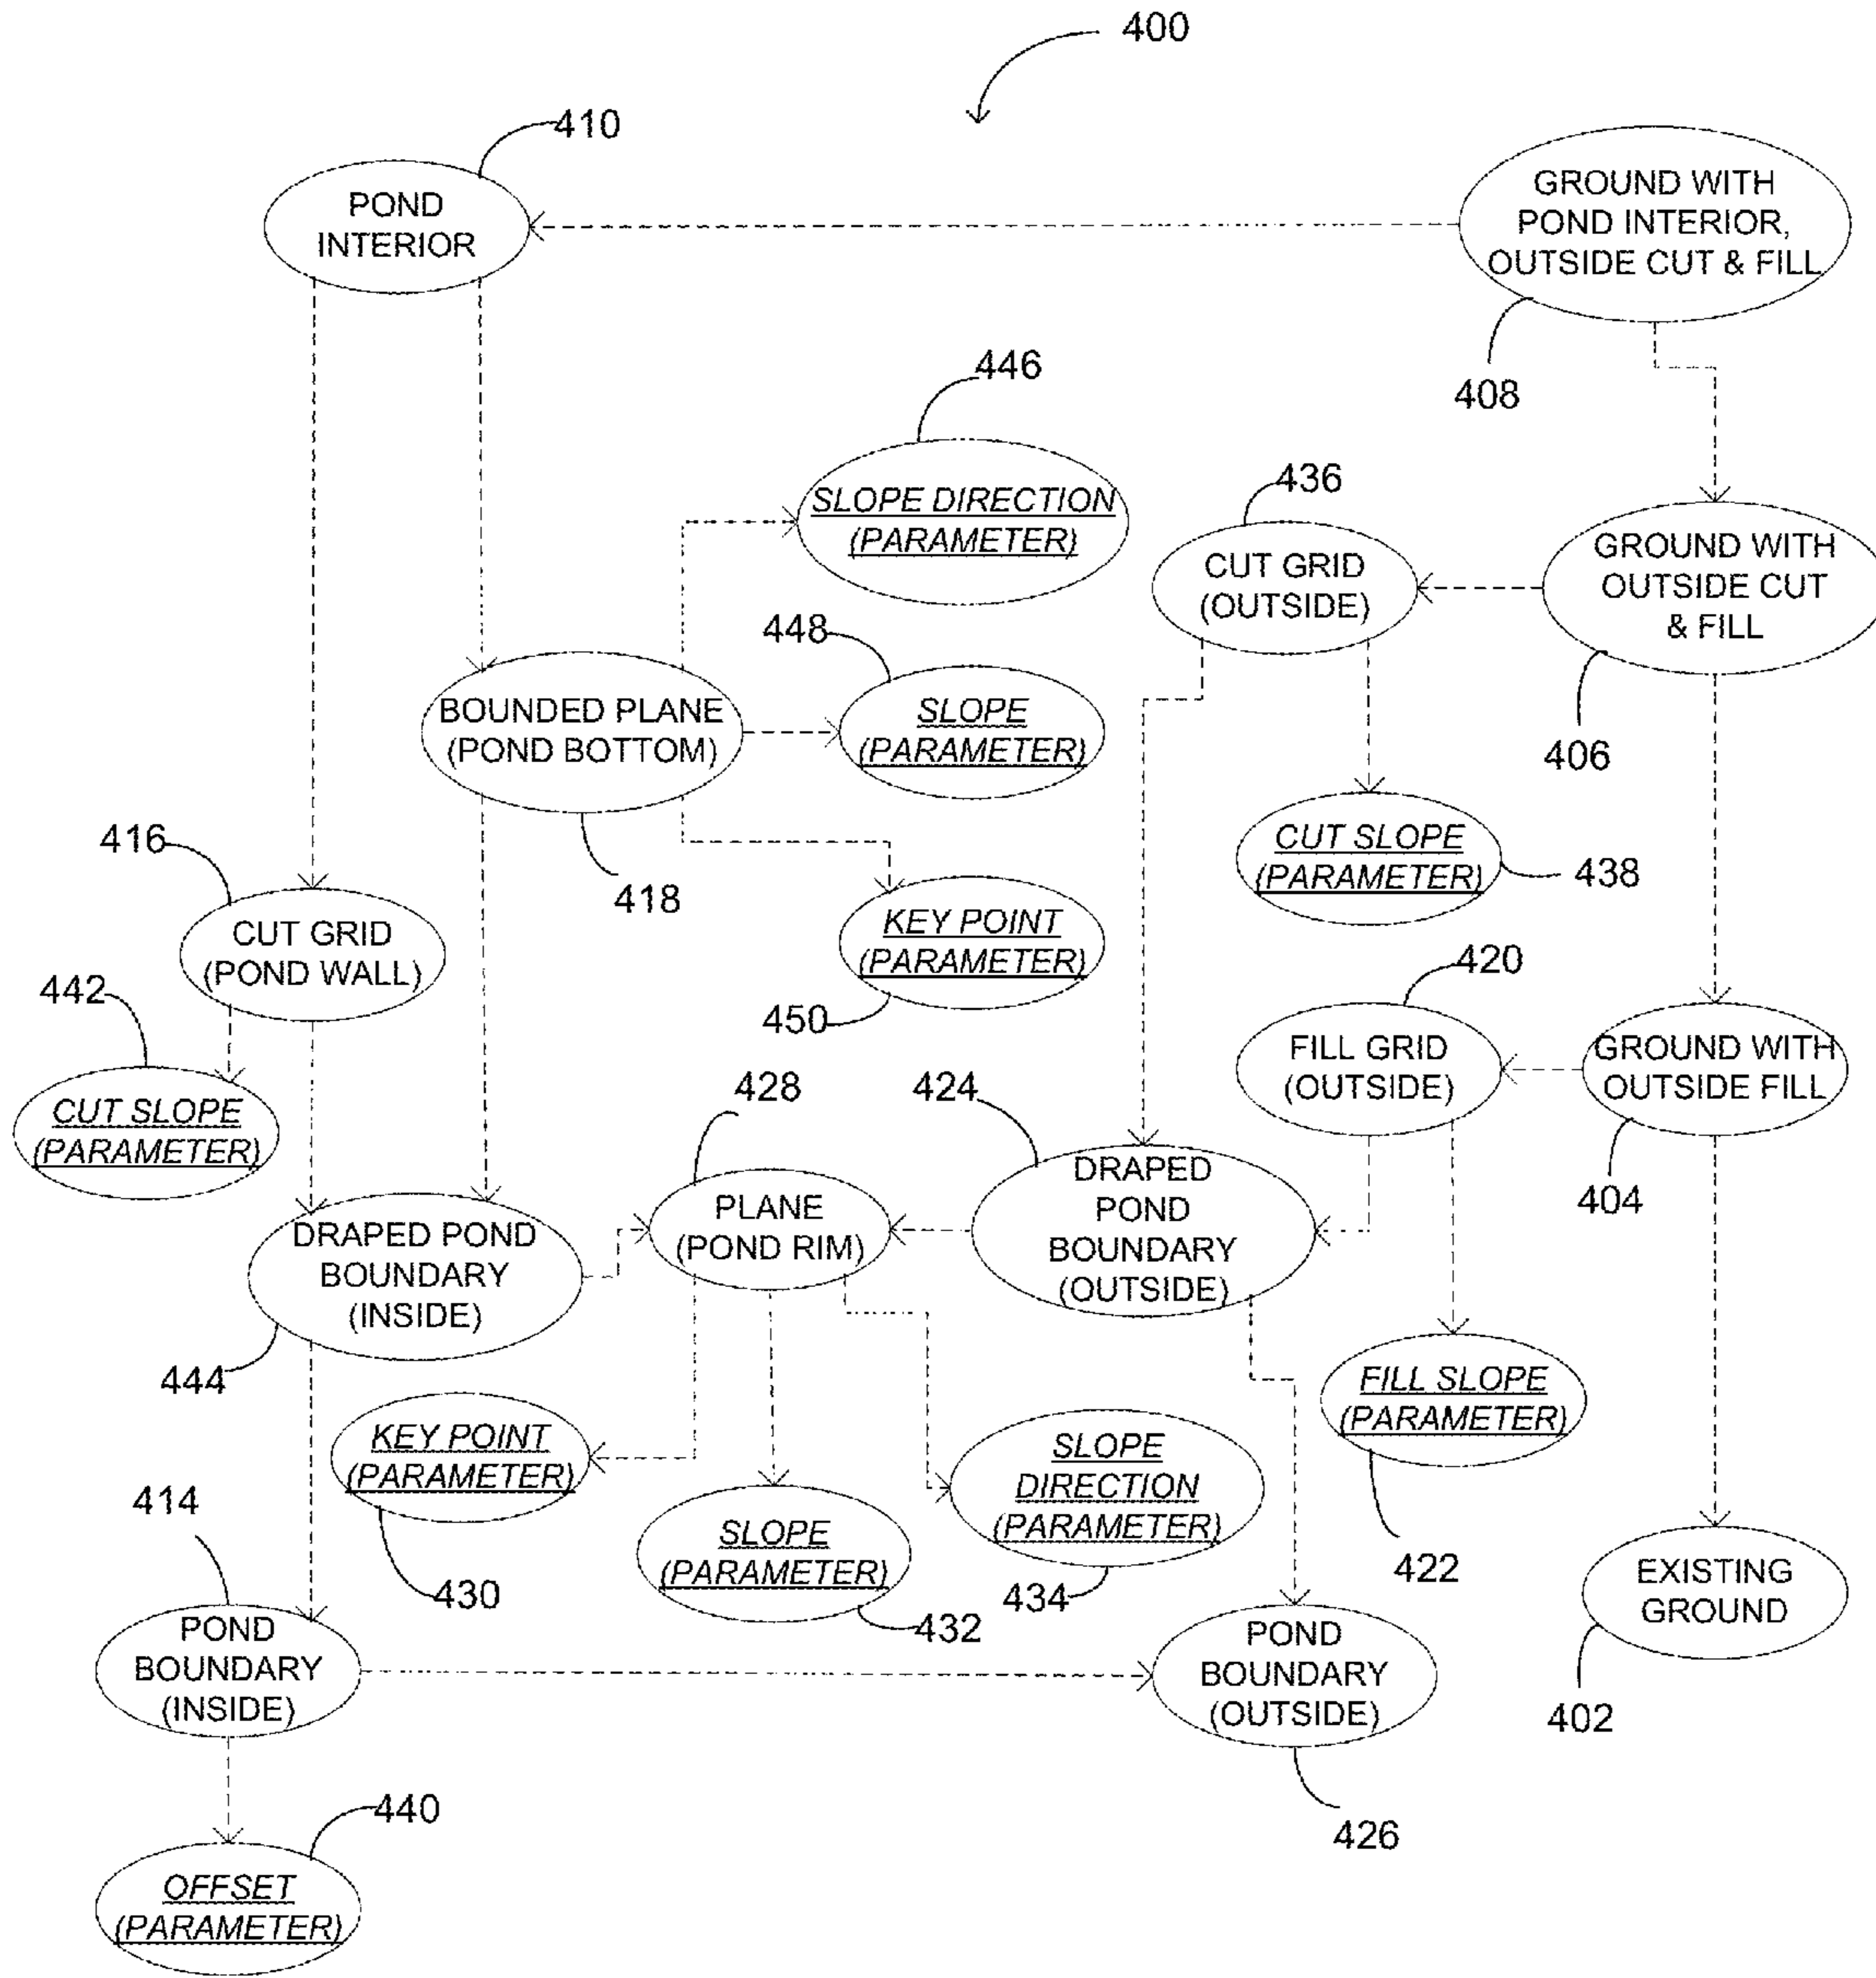 400
410
POND
INTERIOR
GROUND WITH
POND INTERIOR,
OUTSIDE CUT & FILL
408
446
SLOPE DIRECTION
(PARAMETER)
436
CUT GRID
(OUTSIDE)
GROUND WITH
OUTSIDE CUT
& FILL
406
448
SLOPE
(PARAMETER)
BOUNDED PLANE
(POND BOTTOM)
418
416
CUT GRID
(POND WALL)
CUT SLOPE
(PARAMETER)
438
KEY POINT
(PARAMETER)
450
442
CUT SLOPE
(PARAMETER)
420
FILL GRID
(OUTSIDE)
GROUND WITH
OUTSIDE FILL
404
428
PLANE
(POND RIM)
424
DRAPED
POND
BOUNDARY
(OUTSIDE)
DRAPED POND
BOUNDARY
(INSIDE)
444
KEY POINT
(PARAMETER)
430
SLOPE
(PARAMETER)
432
SLOPE
DIRECTION
(PARAMETER)
434
FILL SLOPE
(PARAMETER)
422
EXISTING
GROUND
402
414
POND
BOUNDARY
(INSIDE)
POND
BOUNDARY
(OUTSIDE)
426
440
OFFSET
(PARAMETER)